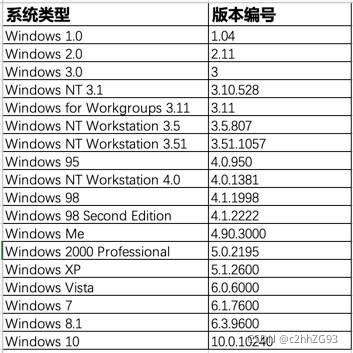 系统类型 版本编号
Windows 1.0 1.04
Windows 2.0 2.11
Windows 3.0 3
Windows NT 3.1 3.10.528
Windows for Workgroups 3.11 3.11
Windows NT Workstation 3.5 3.5.807
Windows NT Workstation 3.51 3.51.1057
Windows 95 4.0.950
Windows NT Workstation 4.0 4.0.1381
Windows 98 4.1.1998
Windows 98 Second Edition 4.1.2222
Windows Me 4.90.3000
Windows 2000 Professional 5.0.2195
Windows XP 5.1.2600
Windows Vista 6.0.6000
Windows 7 6.1.7600
Windows 8.1 6.3.9600
Windows 10 10.0.10240
CSDN @c2hhZG93